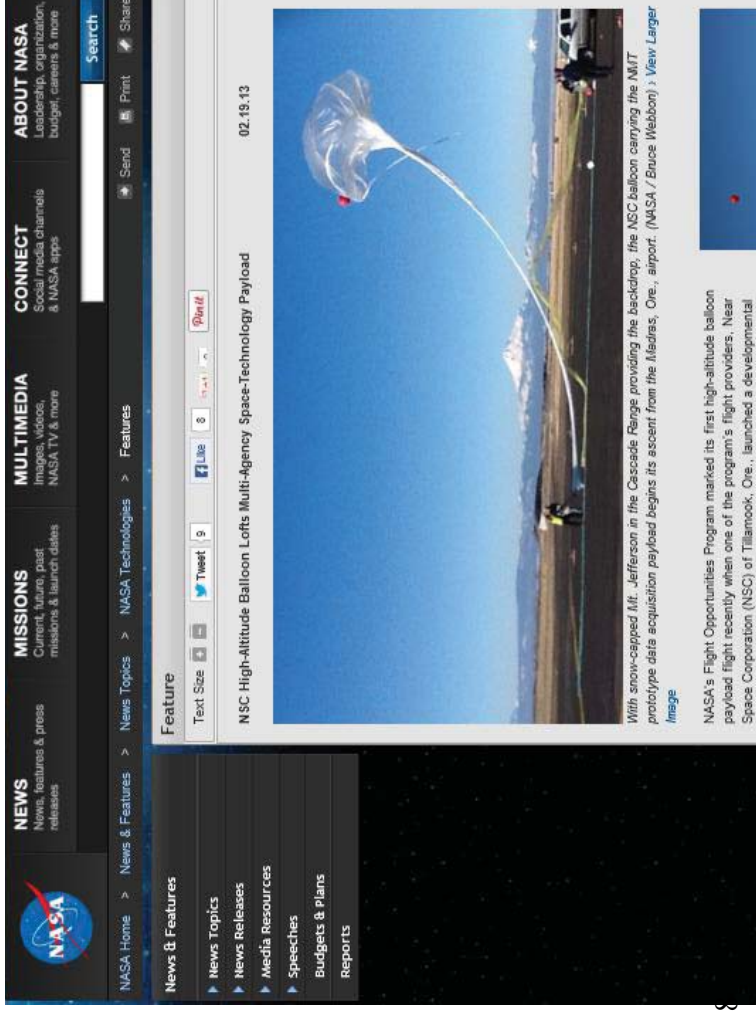 NASA
NEWS
News, features & press
releases
MISSIONS
Current, future, past
missions & launch dates
MULTIMEDIA
Images, videos,
NASA TV & more
CONNECT
Social media channels
& NASA apps
ABOUT NASA
Leadership, organization,
budget, careers & more
Search
NASA Home > News & Features > News Topics > NASA Technologies > Features
Send Print Share
News & Features
News Topics
News Releases
Media Resources
Speeches
Budgets & Plans
Reports
Feature
Text Size + - Tweet 9 Like 8 Pin it
NSC High-Altitude Balloon Lofts Multi-Agency Space-Technology Payload 02.19.13
With snow-capped Mt. Jefferson in the Cascade Range providing the backdrop, the NSC balloon carrying the NMT
prototype data acquisition payload begins its ascent from the Madras, Ore., airport. (NASA / Bruce Webbon) › View Larger
Image
NASA's Flight Opportunities Program marked its first high-altitude balloon
payload flight recently when one of the program's flight providers, Near
Space Corporation (NSC) of Tillamook, Ore., launched a developmental
8